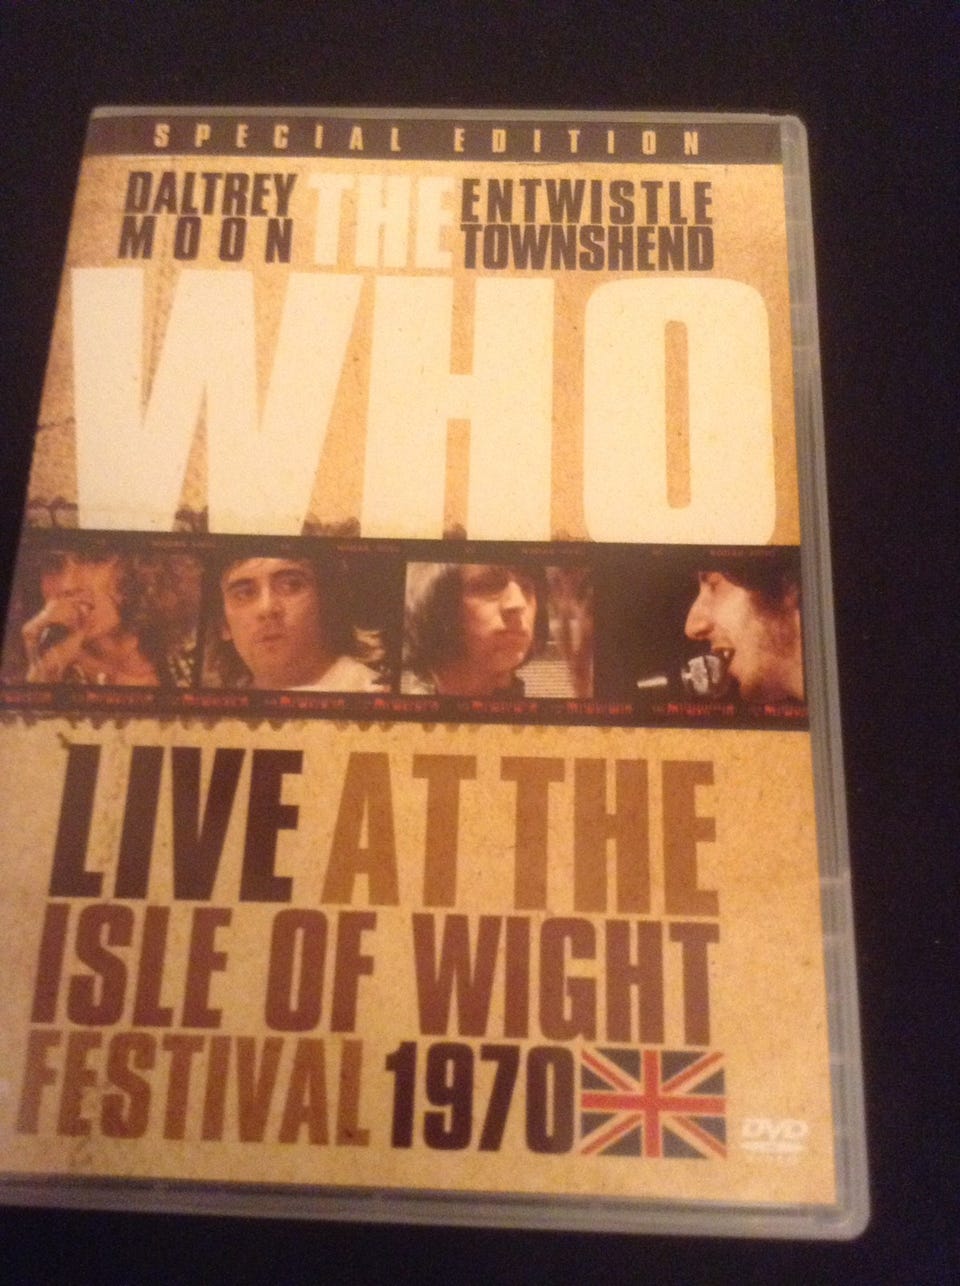 SPECIAL EDITION
DALTREY
MOON
THE
ENTWISTLE
TOWNSHEND
WHO
LIVE AT THE
ISLE OF WIGHT
FESTIVAL 1970
DVD